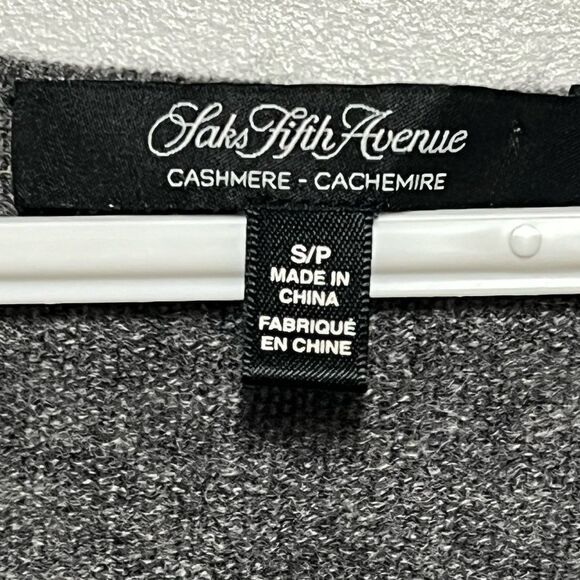 Saks Fifth Avenue
CASHMERE - CACHEMIRE
S/P
MADE IN
CHINA
FABRIQUÉ
EN CHINE